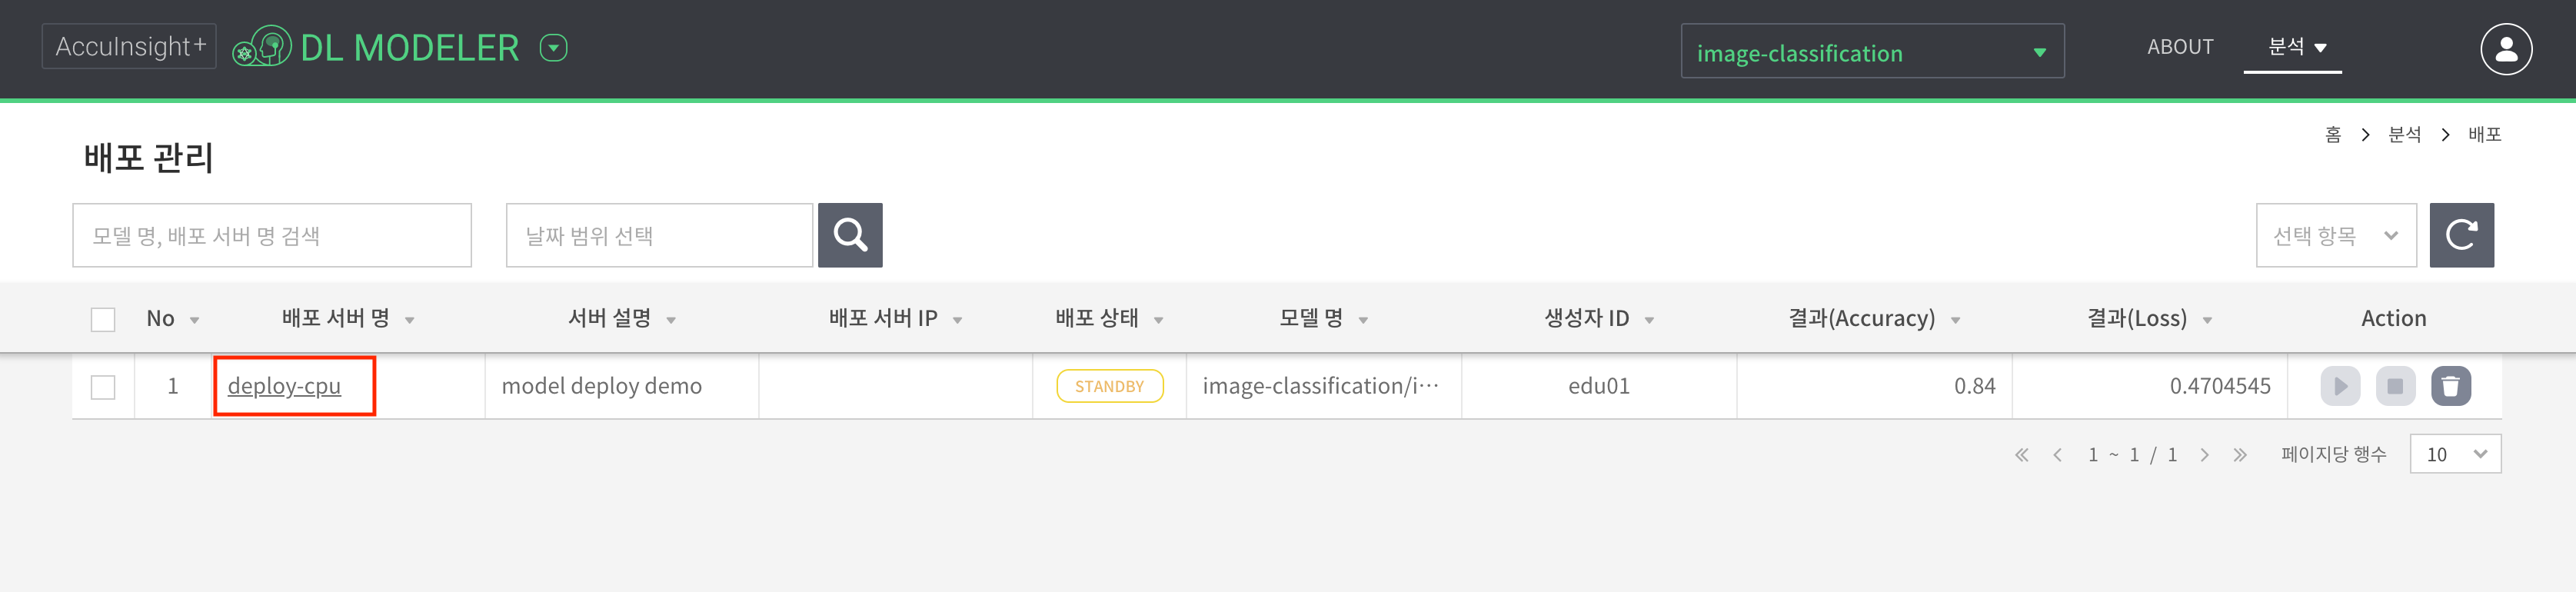 AccuInsight+ DL MODELER image-classification ABOUT 분석
홈 > 분석 > 배포
배포 관리
모델 명, 배포 서버 명 검색 날짜 범위 선택 선택 항목
No 배포 서버 명 서버 설명 배포 서버 IP 배포 상태 모델 명 생성자 ID 결과(Accuracy) 결과(Loss) Action
1 deploy-cpu model deploy demo STANDBY image-classification/i··· edu01 0.84 0.4704545
« < 1 ~ 1 / 1 > » 페이지당 행수 10